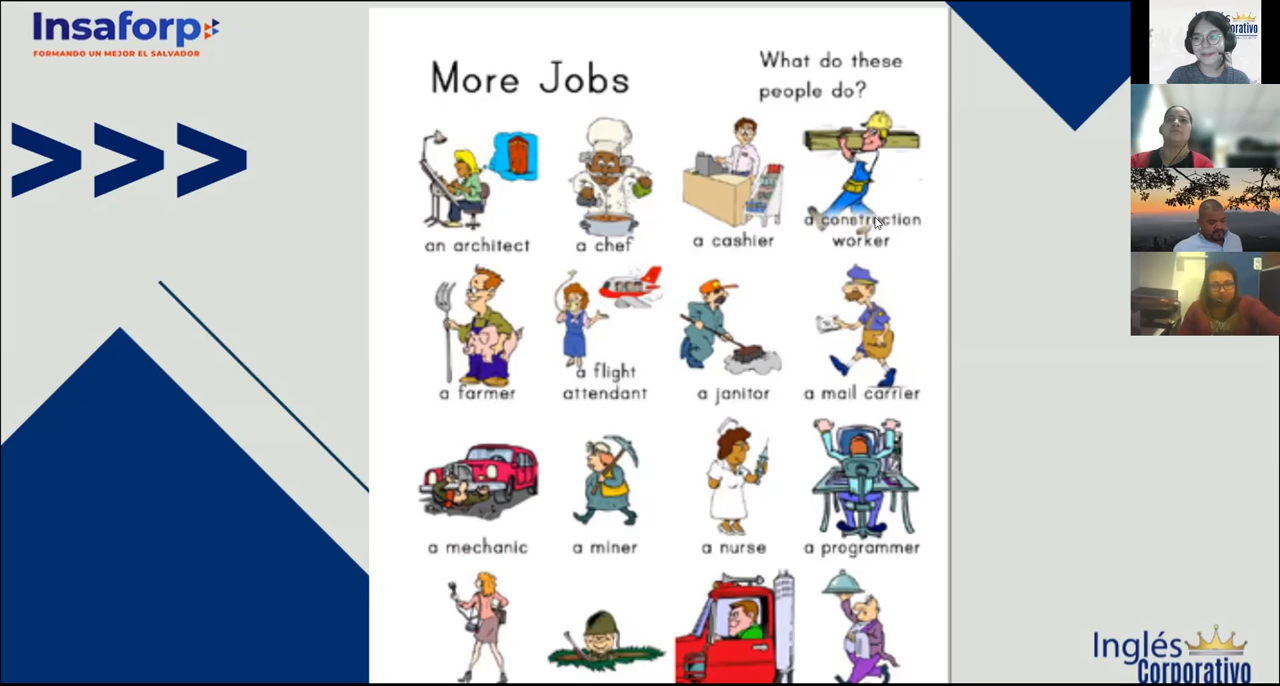 Insaforp
FORMANDO UN MEJOR EL SALVADOR
More Jobs
What do these
people do?
an architect
a chef
a cashier
a construction
worker
a farmer
a flight
attendant
a janitor
a mail carrier
a mechanic
a miner
a nurse
a programmer
Inglés
Corporativo